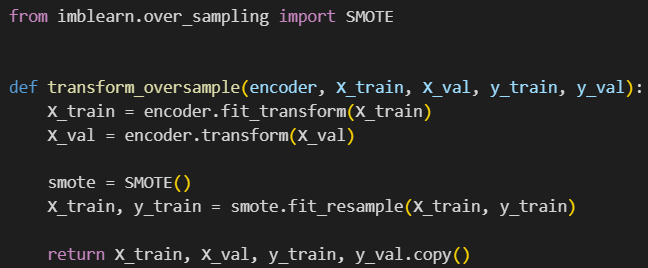 from imblearn.over_sampling import SMOTE
def transform_oversample(encoder, X_train, X_val, y_train, y_val):
    X_train = encoder.fit_transform(X_train)
    X_val = encoder.transform(X_val)
    smote = SMOTE()
    X_train, y_train = smote.fit_resample(X_train, y_train)
    return X_train, X_val, y_train, y_val.copy()